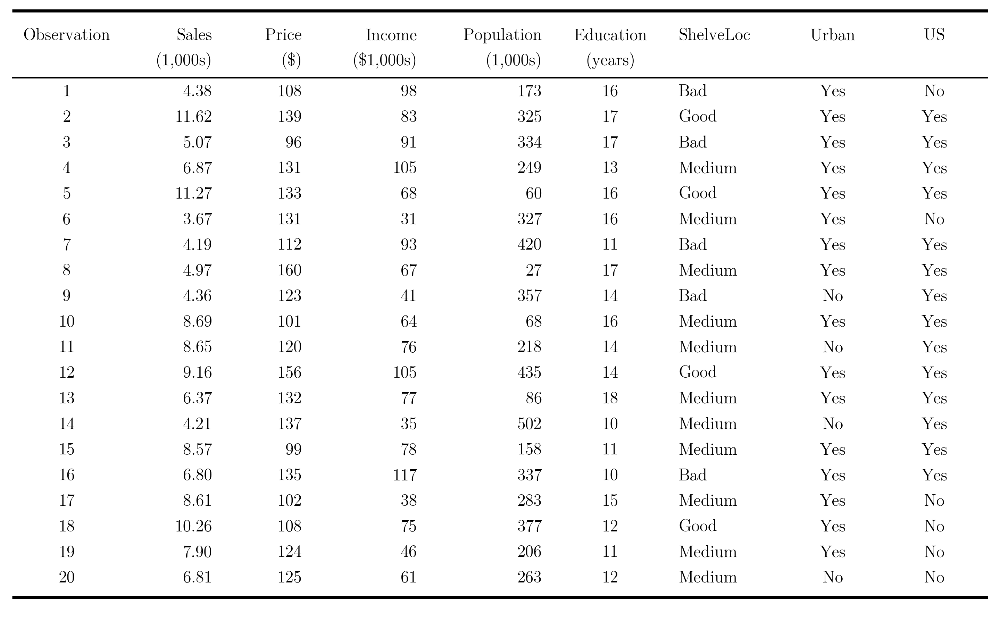 Observation Sales Price Income Population Education ShelveLoc Urban US
(1,000s) ($) ($1,000s) (1,000s) (years)
1 4.38 108 98 173 16 Bad Yes No
2 11.62 139 83 325 17 Good Yes Yes
3 5.07 96 91 334 17 Bad Yes Yes
4 6.87 131 105 249 13 Medium Yes Yes
5 11.27 133 68 60 16 Good Yes Yes
6 3.67 131 31 327 16 Medium Yes No
7 4.19 112 93 420 11 Bad Yes Yes
8 4.97 160 67 27 17 Medium Yes Yes
9 4.36 123 41 357 14 Bad No Yes
10 8.69 101 64 68 16 Medium Yes Yes
11 8.65 120 76 218 14 Medium No Yes
12 9.16 156 105 435 14 Good Yes Yes
13 6.37 132 77 86 18 Medium Yes Yes
14 4.21 137 35 502 10 Medium No Yes
15 8.57 99 78 158 11 Medium Yes Yes
16 6.80 135 117 337 10 Bad Yes Yes
17 8.61 102 38 283 15 Medium Yes No
18 10.26 108 75 377 12 Good Yes No
19 7.90 124 46 206 11 Medium Yes No
20 6.81 125 61 263 12 Medium No No